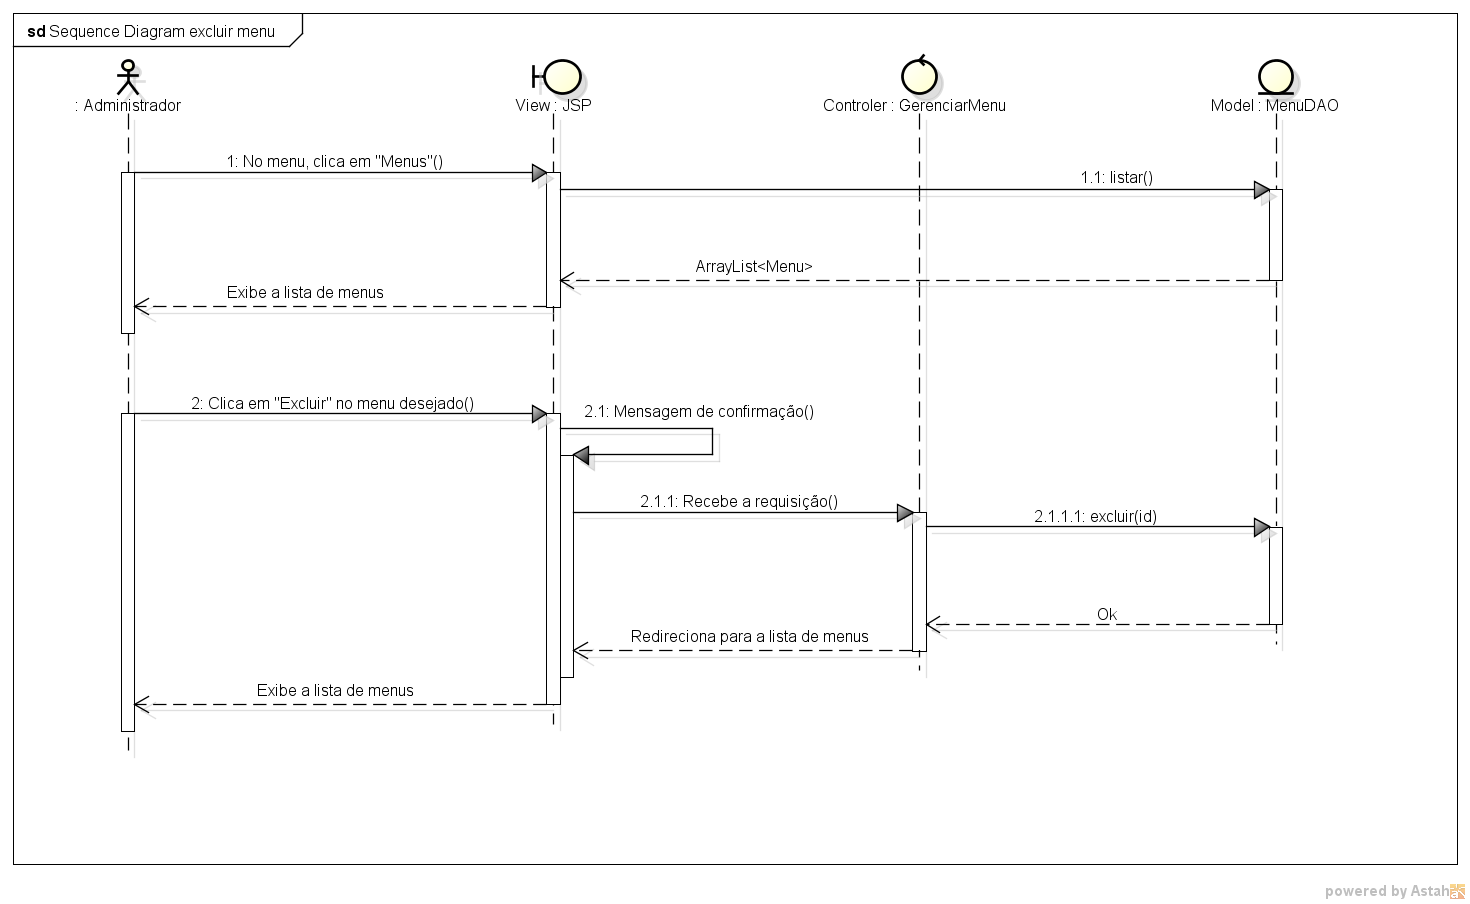 sd Sequence Diagram excluir menu
: Administrador
View : JSP
Controler : GerenciarMenu
Model : MenuDAO
1: No menu, clica em "Menus"()
1.1: listar()
ArrayList<Menu>
Exibe a lista de menus
2: Clica em "Excluir" no menu desejado()
2.1: Mensagem de confirmação()
2.1.1: Recebe a requisição()
2.1.1.1: excluir(id)
Ok
Redireciona para a lista de menus
Exibe a lista de menus
powered by Astah